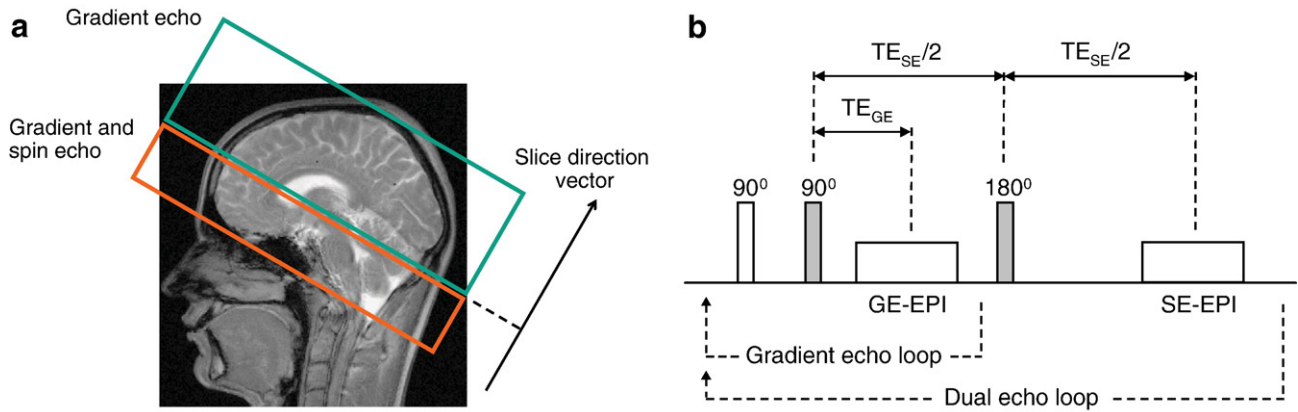 a
Gradient echo
Gradient and
spin echo
Slice direction
vector
b
TE_SE/2
TE_SE/2
TE_GE
90⁰
90⁰
180⁰
GE-EPI
SE-EPI
Gradient echo loop
Dual echo loop